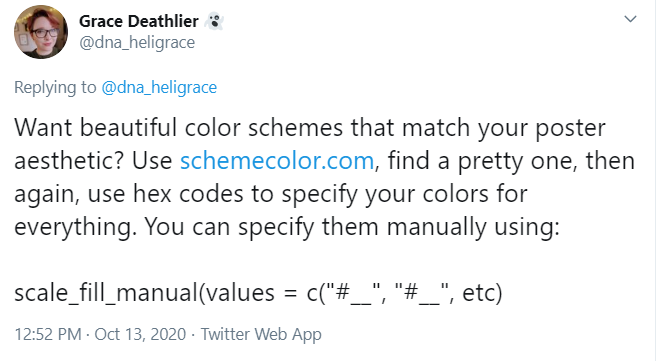 Grace Deathlier 👻
@dna_heligrace
Replying to @dna_heligrace
Want beautiful color schemes that match your poster
aesthetic? Use schemecolor.com, find a pretty one, then
again, use hex codes to specify your colors for
everything. You can specify them manually using:
scale_fill_manual(values = c("#__", "#__", etc)
12:52 PM · Oct 13, 2020 · Twitter Web App